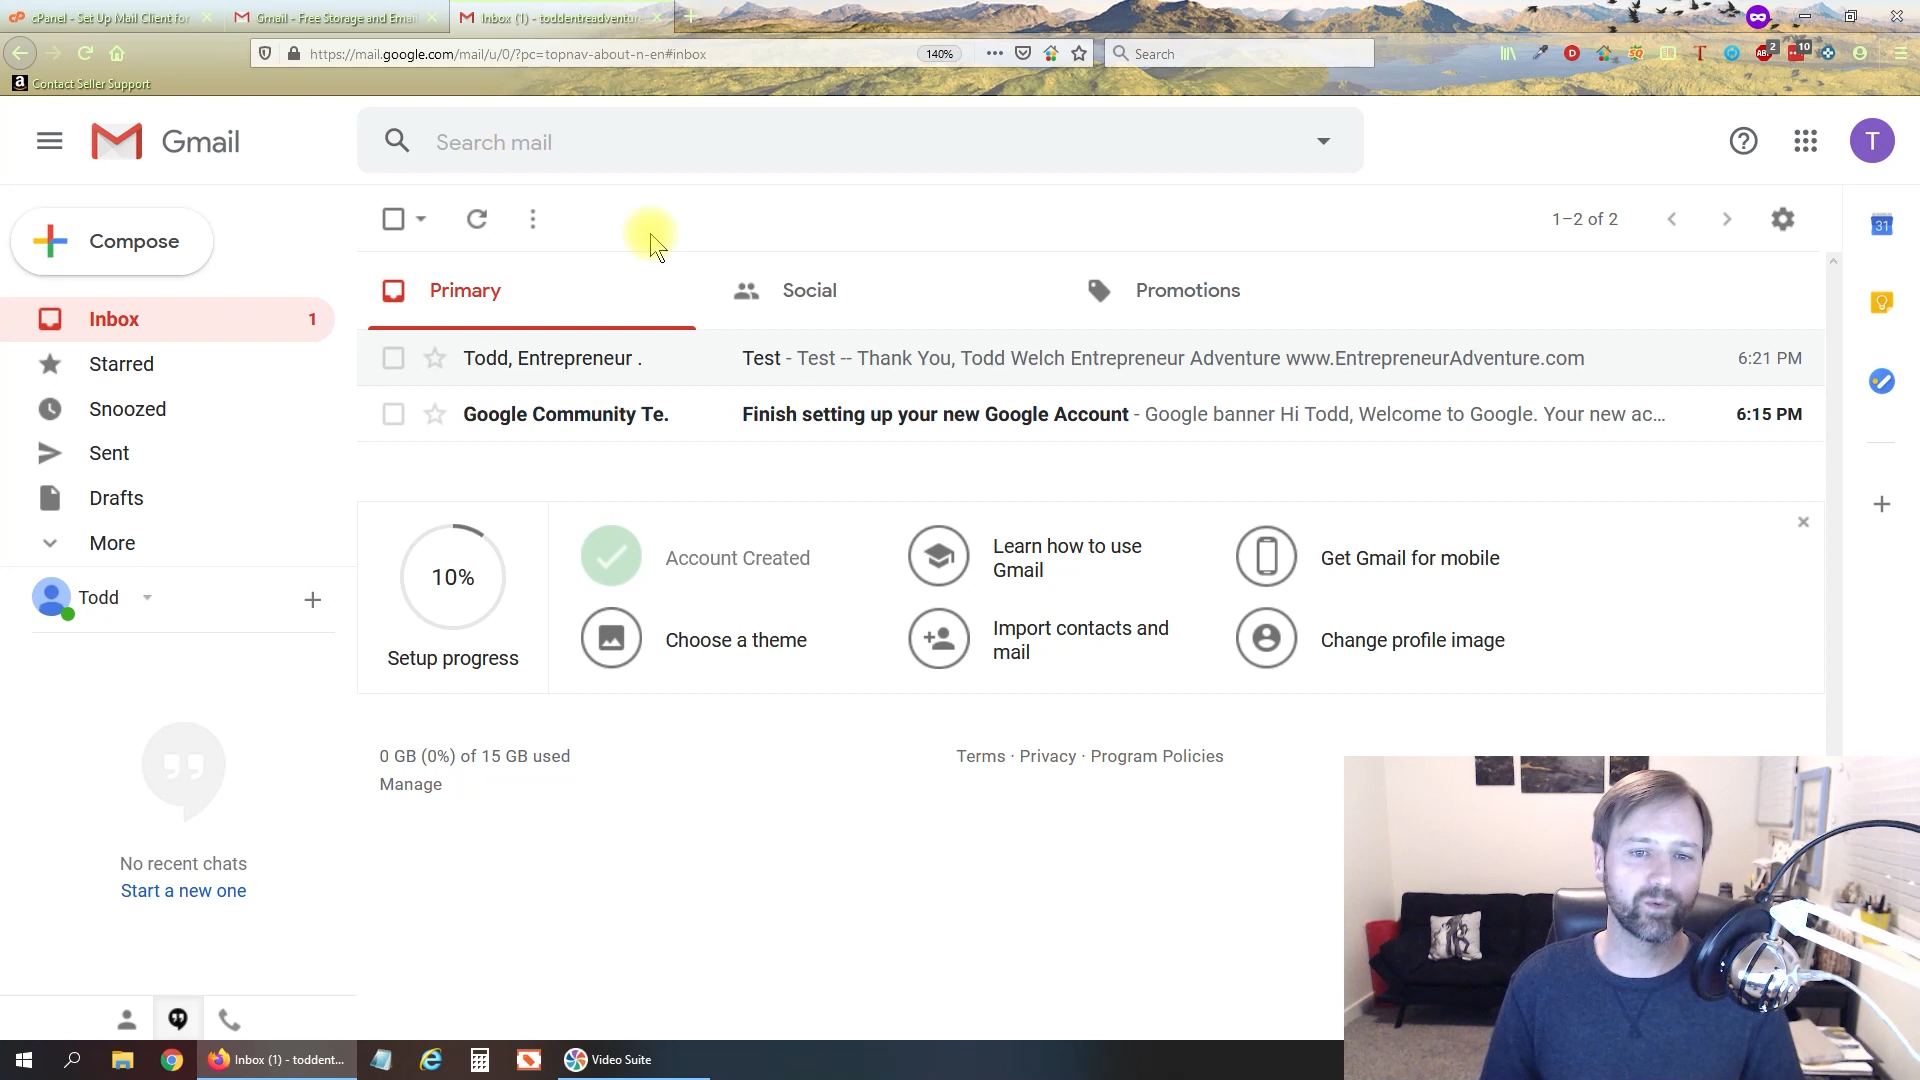 cPanel - Set Up Mail Client for
Gmail - Free Storage and Email
Inbox (1) - toddentreadventure
https://mail.google.com/mail/u/0/?pc=topnav-about-n-en#inbox
140%
Search
2
10
Contact Seller Support
Gmail
Search mail
T
Compose
1–2 of 2
31
Primary
Social
Promotions
Inbox
1
Starred
Snoozed
Sent
Drafts
More
Todd, Entrepreneur .
Test - Test -- Thank You, Todd Welch Entrepreneur Adventure www.EntrepreneurAdventure.com
6:21 PM
Google Community Te.
Finish setting up your new Google Account - Google banner Hi Todd, Welcome to Google. Your new ac...
6:15 PM
Todd
10%
Setup progress
Account Created
Learn how to use
Gmail
Get Gmail for mobile
Choose a theme
Import contacts and
mail
Change profile image
0 GB (0%) of 15 GB used
Manage
Terms · Privacy · Program Policies
No recent chats
Start a new one
Inbox (1) - toddent...
Video Suite